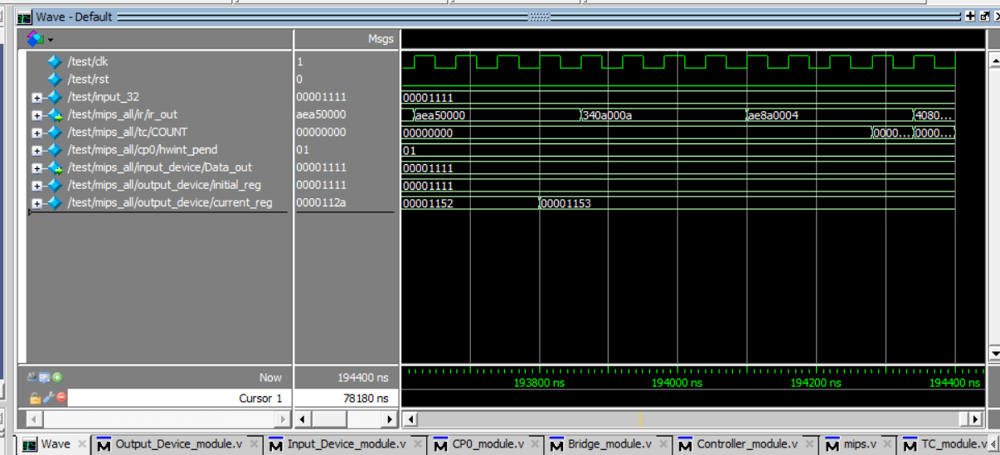 Wave - Default
Msgs
/test/clk 1
/test/rst 0
/test/input_32 00001111 00001111
/test/mips_all/ir/ir_out aea50000 aea50000 340a000a ae8a0004 4080...
/test/mips_all/tc/COUNT 00000000 00000000 0000... 0000...
/test/mips_all/cp0/hwint_pend 01 01
/test/mips_all/input_device/Data_out 00001111 00001111
/test/mips_all/output_device/initial_reg 00001111 00001111
/test/mips_all/output_device/current_reg 0000112a 00001152 00001153
Now 194400 ns 193800 ns 194000 ns 194200 ns 194400 ns
Cursor 1 78180 ns
Wave Output_Device_module.v Input_Device_module.v CP0_module.v Bridge_module.v Controller_module.v mips.v TC_module.v